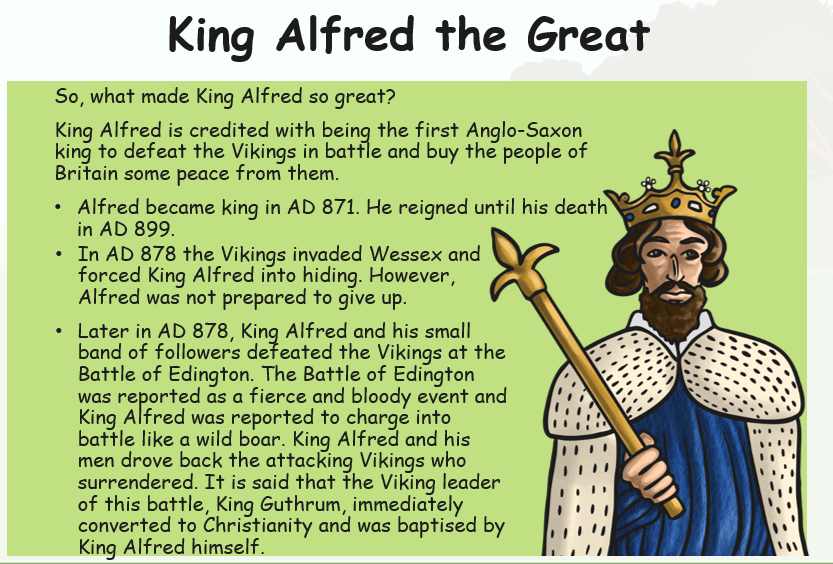 King Alfred the Great
So, what made King Alfred so great?
King Alfred is credited with being the first Anglo-Saxon
king to defeat the Vikings in battle and buy the people of
Britain some peace from them.
• Alfred became king in AD 871. He reigned until his death
in AD 899.
• In AD 878 the Vikings invaded Wessex and
forced King Alfred into hiding. However,
Alfred was not prepared to give up.
• Later in AD 878, King Alfred and his small
band of followers defeated the Vikings at the
Battle of Edington. The Battle of Edington
was reported as a fierce and bloody event and
King Alfred was reported to charge into
battle like a wild boar. King Alfred and his
men drove back the attacking Vikings who
surrendered. It is said that the Viking leader
of this battle, King Guthrum, immediately
converted to Christianity and was baptised by
King Alfred himself.